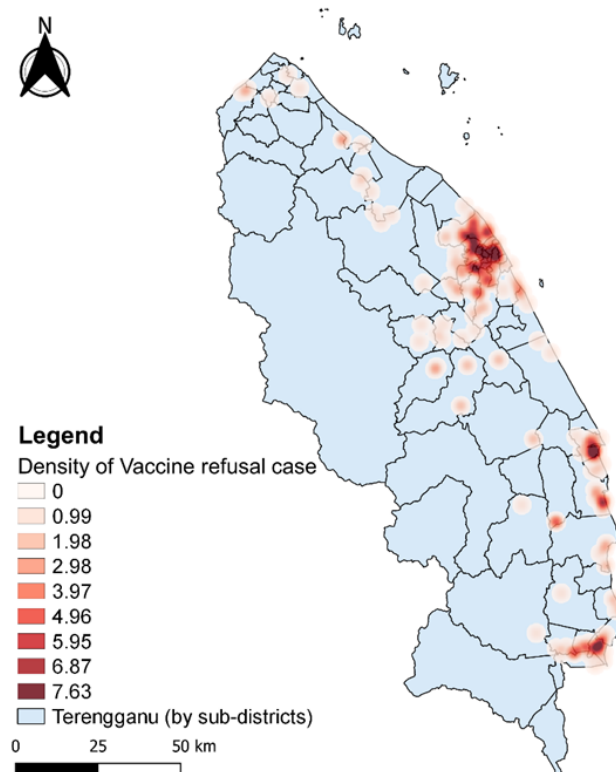 N
Legend
Density of Vaccine refusal case
0
0.99
1.98
2.98
3.97
4.96
5.95
6.87
7.63
Terengganu (by sub-districts)
0 25 50 km